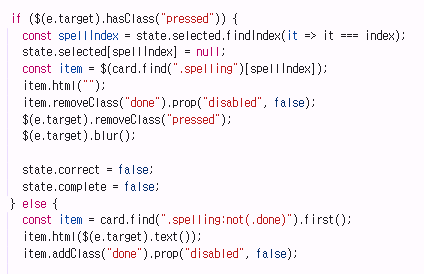 if ($(e.target).hasClass("pressed")) {
const spellIndex = state.selected.findIndex(it => it === index);
state.selected[spellIndex] = null;
const item = $(card.find(".spelling")[spellIndex]);
item.html("");
item.removeClass("done").prop("disabled", false);
$(e.target).removeClass("pressed");
$(e.target).blur();
state.correct = false;
state.complete = false;
} else {
const item = card.find(".spelling:not(.done)").first();
item.html($(e.target).text());
item.addClass("done").prop("disabled", false);